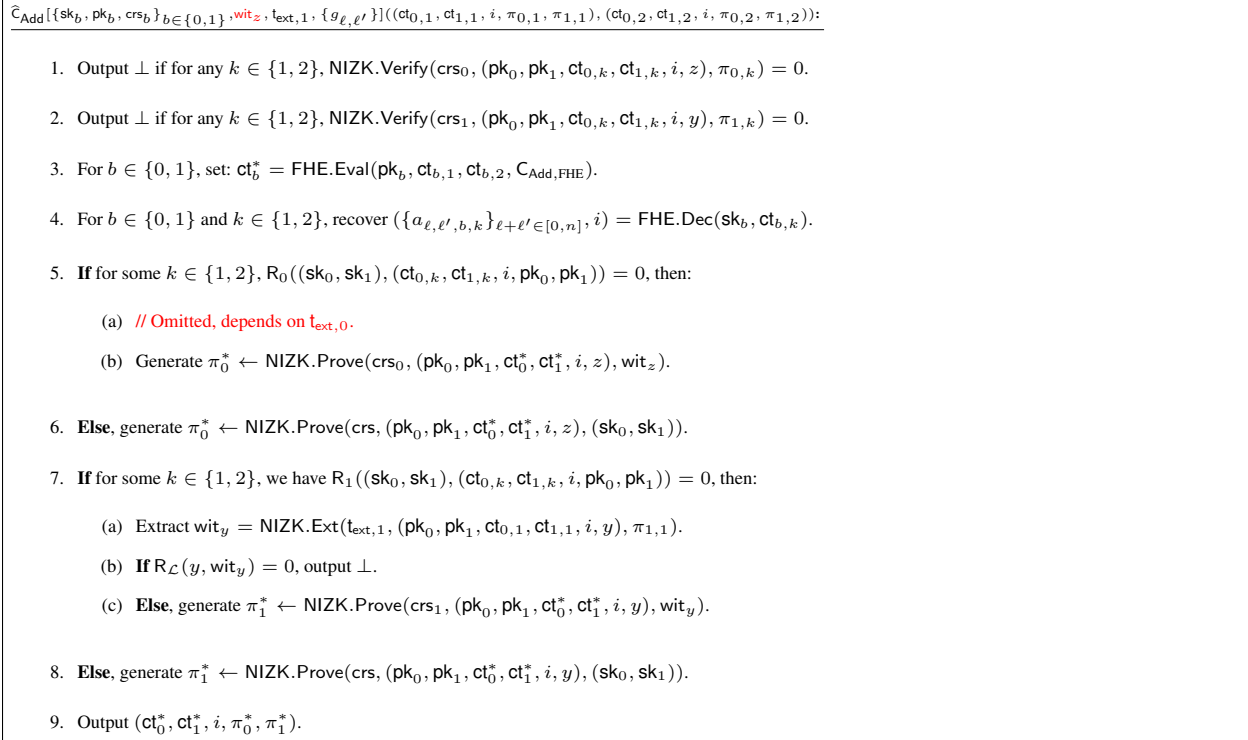 Ĉ_Add[{sk_b, pk_b, crs_b}_{b∈{0,1}}, wit_z, t_{ext,1}, {g_{ℓ,ℓ′}}]((ct_{0,1}, ct_{1,1}, i, π_{0,1}, π_{1,1}), (ct_{0,2}, ct_{1,2}, i, π_{0,2}, π_{1,2})):
1. Output ⊥ if for any k ∈ {1, 2}, NIZK.Verify(crs_0, (pk_0, pk_1, ct_{0,k}, ct_{1,k}, i, z), π_{0,k}) = 0.
2. Output ⊥ if for any k ∈ {1, 2}, NIZK.Verify(crs_1, (pk_0, pk_1, ct_{0,k}, ct_{1,k}, i, y), π_{1,k}) = 0.
3. For b ∈ {0, 1}, set: ct*_b = FHE.Eval(pk_b, ct_{b,1}, ct_{b,2}, C_{Add,FHE}).
4. For b ∈ {0, 1} and k ∈ {1, 2}, recover ({a_{ℓ,ℓ′,b,k}}_{ℓ+ℓ′∈[0,n]}, i) = FHE.Dec(sk_b, ct_{b,k}).
5. If for some k ∈ {1, 2}, R_0((sk_0, sk_1), (ct_{0,k}, ct_{1,k}, i, pk_0, pk_1)) = 0, then:
(a) // Omitted, depends on t_{ext,0}.
(b) Generate π*_0 ← NIZK.Prove(crs_0, (pk_0, pk_1, ct*_0, ct*_1, i, z), wit_z).
6. Else, generate π*_0 ← NIZK.Prove(crs, (pk_0, pk_1, ct*_0, ct*_1, i, z), (sk_0, sk_1)).
7. If for some k ∈ {1, 2}, we have R_1((sk_0, sk_1), (ct_{0,k}, ct_{1,k}, i, pk_0, pk_1)) = 0, then:
(a) Extract wit_y = NIZK.Ext(t_{ext,1}, (pk_0, pk_1, ct_{0,1}, ct_{1,1}, i, y), π_{1,1}).
(b) If R_ℒ(y, wit_y) = 0, output ⊥.
(c) Else, generate π*_1 ← NIZK.Prove(crs_1, (pk_0, pk_1, ct*_0, ct*_1, i, y), wit_y).
8. Else, generate π*_1 ← NIZK.Prove(crs, (pk_0, pk_1, ct*_0, ct*_1, i, y), (sk_0, sk_1)).
9. Output (ct*_0, ct*_1, i, π*_0, π*_1).